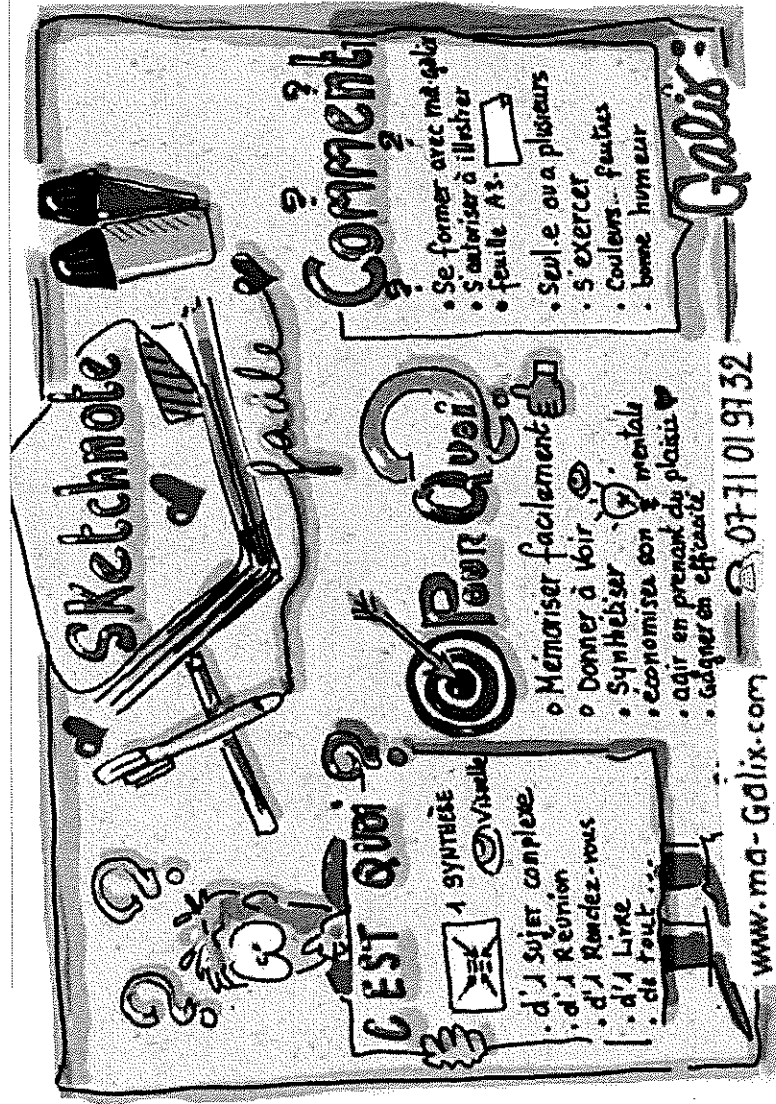 SKetchnote
facile
C EST QUOI ?
1 SYNTHÈSE
Visuelle
. d'1 Sujet complexe
. d'1 Réunion
. d'1 Rendez-vous
. d'1 Livre
. de tout ...
Pour Quoi ?
o Mémoriser facilement
o Donner à voir
. Synthétiser
. économiser son mentale
. agir en prenant du plaisir
. Gagner en efficacité
Comment
. Se former avec ma-galix
. S'autoriser à illustrer
. feuille A3.
. Seul.e ou à plusieurs
. S'exercer
. Couleurs.. feutres
. bonne humeur
Galix
www.ma-Galix.com
07 71 01 97 32